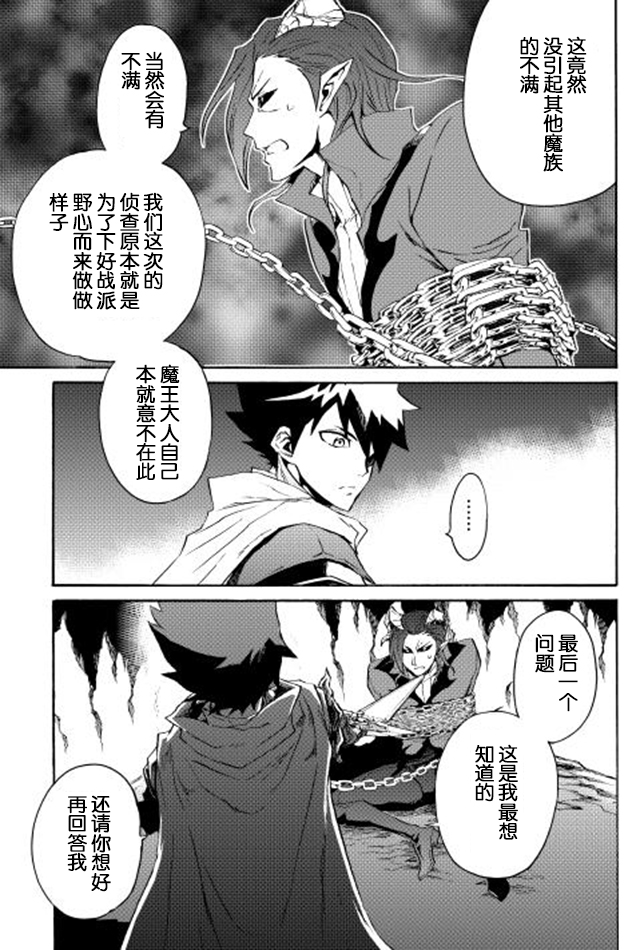 这竟然
没引起其他魔族
的不满
当然会有
不满
我们这次的
侦查原本就是
为了下好战派
野心而来做做
样子
魔王大人自己
本就意不在此
……
最后一个
问题
这是我最想
知道的
还请你想好
再回答我